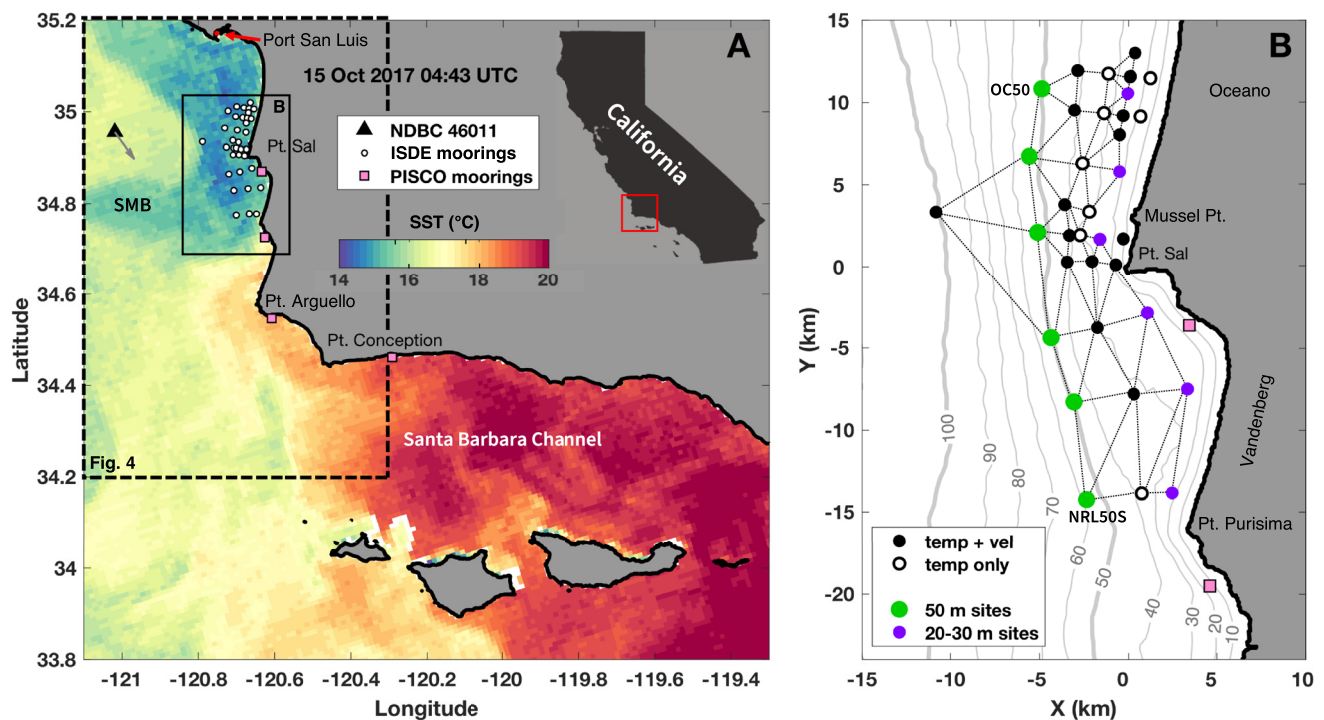 35.2
35
34.8
34.6
34.4
34.2
34
33.8
Latitude
-121
-120.8
-120.6
-120.4
-120.2
-120
-119.8
-119.6
-119.4
Longitude
A
Port San Luis
15 Oct 2017 04:43 UTC
B
Pt. Sal
SMB
NDBC 46011
ISDE moorings
PISCO moorings
SST (°C)
14
16
18
20
California
Pt. Arguello
Pt. Conception
Santa Barbara Channel
Fig. 4
15
10
5
0
-5
-10
-15
-20
Y (km)
-15
-10
-5
0
5
10
X (km)
B
OC50
Oceano
Mussel Pt.
Pt. Sal
Vandenberg
Pt. Purisima
NRL50S
100
90
80
70
60
50
40
30
20
10
temp + vel
temp only
50 m sites
20-30 m sites